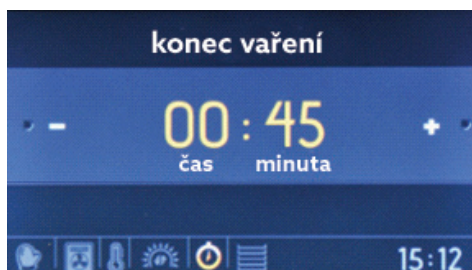 konec vaření
- 00 : 45 +
čas minuta
15:12